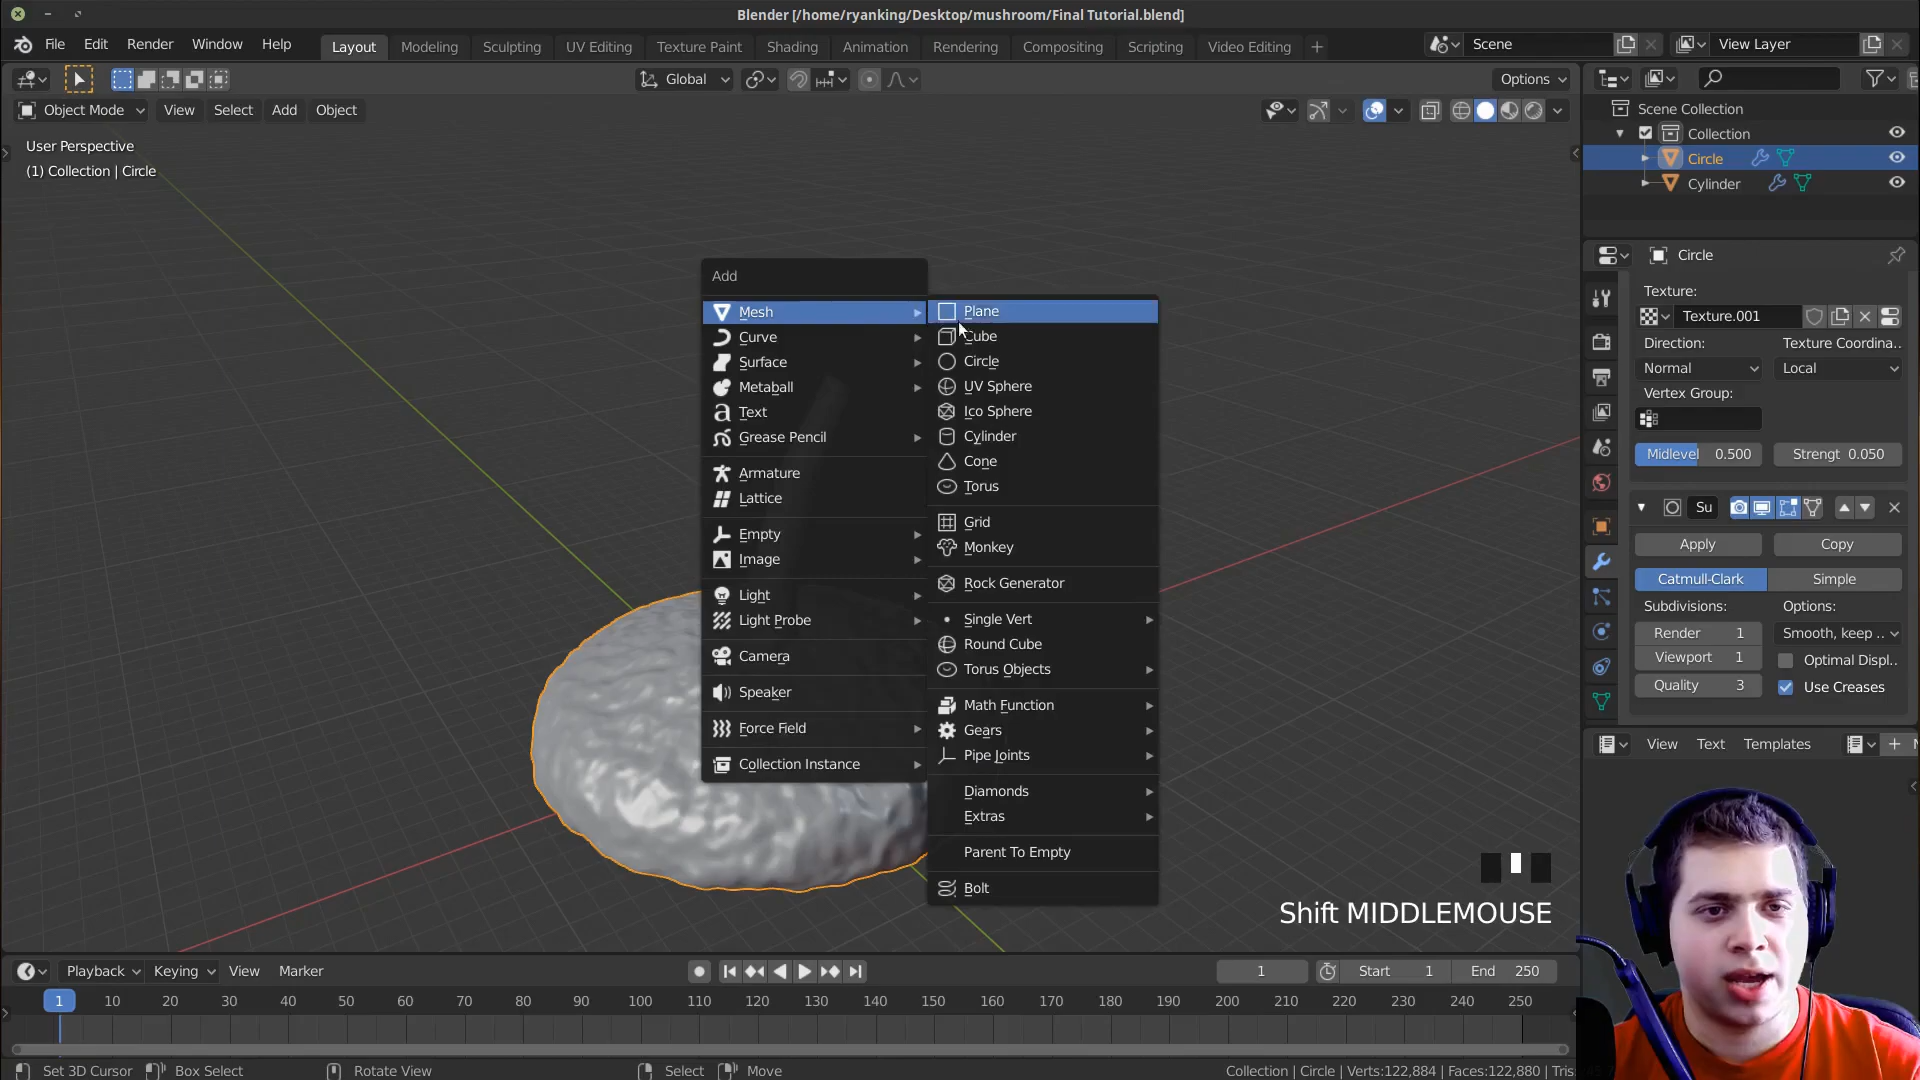 Blender [/home/ryanking/Desktop/mushroom/Final Tutorial.blend]
File Edit Render Window Help
Layout Modeling Sculpting UV Editing Texture Paint Shading Animation Rendering Compositing Scripting Video Editing +
Scene
View Layer
Global
Options
Object Mode View Select Add Object
User Perspective
(1) Collection | Circle
Scene Collection
Collection
Circle
Cylinder
Circle
Texture:
Texture.001
Direction: Texture Coordina..
Normal Local
Vertex Group:
Midlevel 0.500 Strengt 0.050
Su
Apply Copy
Catmull-Clark Simple
Subdivisions: Options:
Render 1 Smooth, keep ..
Viewport 1 Optimal Displ..
Quality 3 Use Creases
View Text Templates
Add
Mesh
Curve
Surface
Metaball
Text
Grease Pencil
Armature
Lattice
Empty
Image
Light
Light Probe
Camera
Speaker
Force Field
Collection Instance
Plane
Cube
Circle
UV Sphere
Ico Sphere
Cylinder
Cone
Torus
Grid
Monkey
Rock Generator
Single Vert
Round Cube
Torus Objects
Math Function
Gears
Pipe Joints
Diamonds
Extras
Parent To Empty
Bolt
Shift MIDDLEMOUSE
Playback Keying View Marker
1 Start 1 End 250
1 10 20 30 40 50 60 70 80 90 100 110 120 130 140 150 160 170 180 190 200 210 220 230 240 250
Set 3D Cursor Box Select Rotate View Select Move
Collection | Circle | Verts:122,884 | Faces:122,880 | Tris: